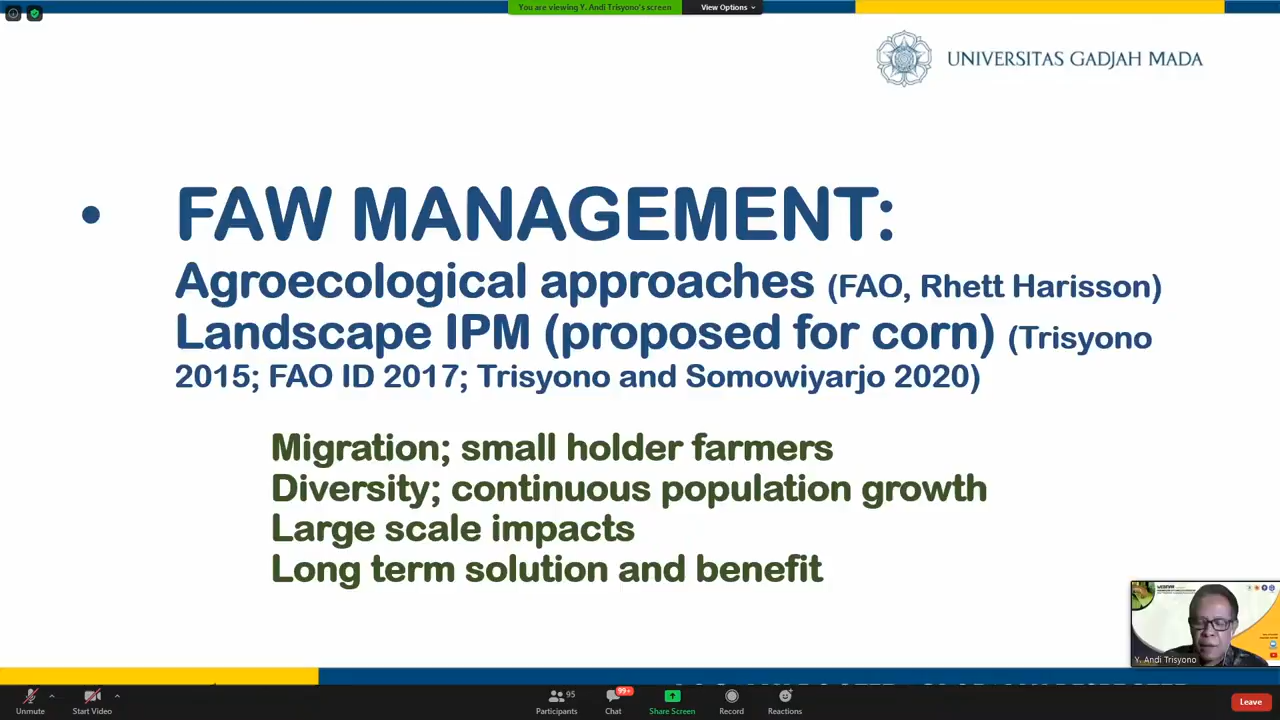 You are viewing Y. Andi Trisyono's screen
View Options
UNIVERSITAS GADJAH MADA
• FAW MANAGEMENT:
Agroecological approaches (FAO, Rhett Harisson)
Landscape IPM (proposed for corn) (Trisyono
2015; FAO ID 2017; Trisyono and Somowiyarjo 2020)
Migration; small holder farmers
Diversity; continuous population growth
Large scale impacts
Long term solution and benefit
Y. Andi Trisyono
Unmute
Start Video
95
Participants
99+
Chat
Share Screen
Record
Reactions
Leave